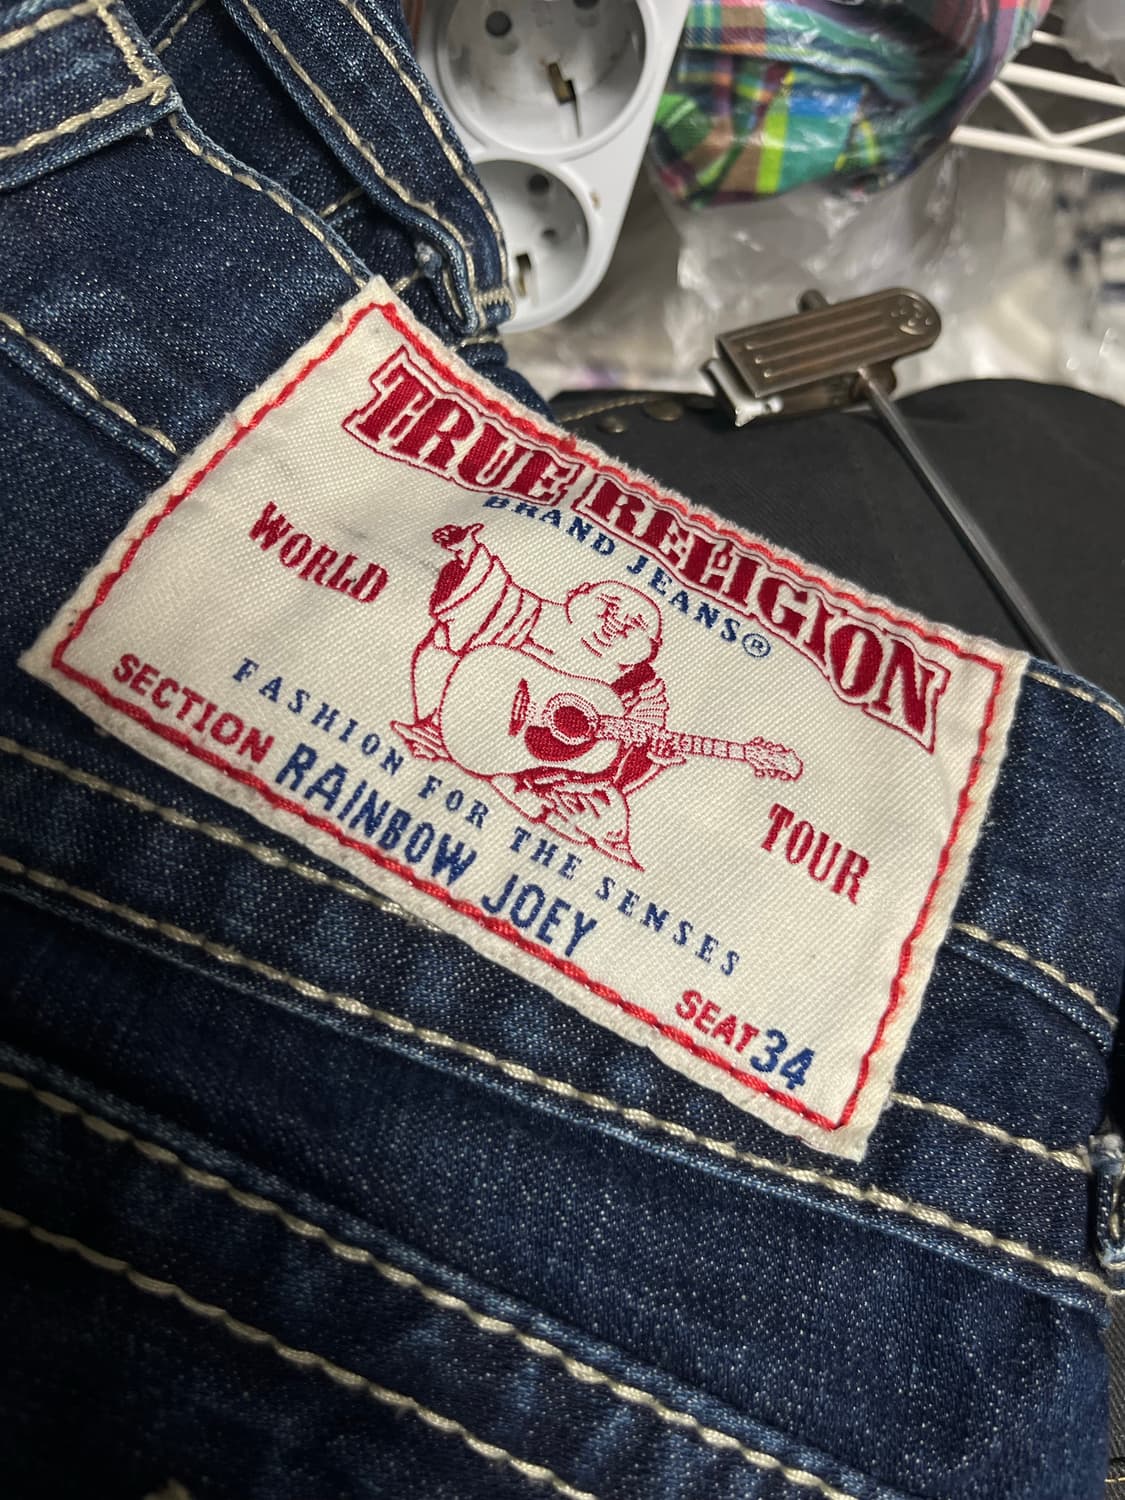 TRUE RELIGION
BRAND JEANS®
WORLD TOUR
FASHION FOR THE SENSES
SECTION RAINBOW JOEY
SEAT 34